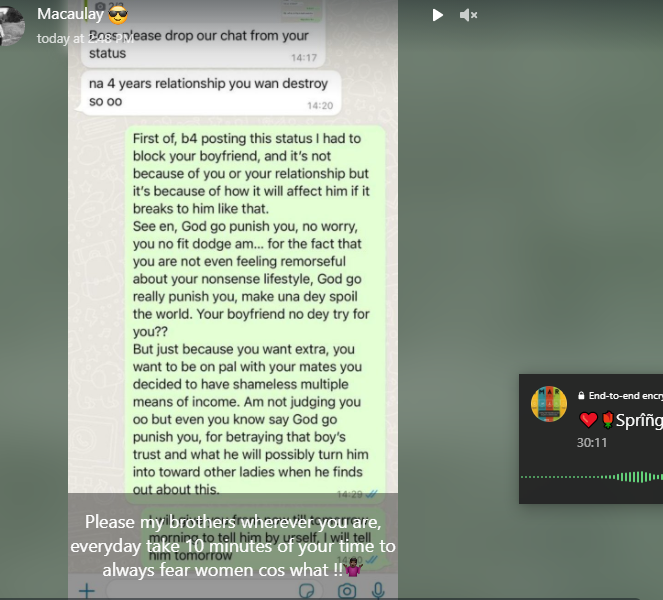 Macaulay 😎
today at 2:48 PM
Boss please drop our chat from your
status
14:17
na 4 years relationship you wan destroy
so oo
14:20
First of, b4 posting this status I had to
block your boyfriend, and it's not
because of you or your relationship but
it's because of how it will affect him if it
breaks to him like that.
See en, God go punish you, no worry,
you no fit dodge am... for the fact that
you are not even feeling remorseful
about your nonsense lifestyle, God go
really punish you, make una dey spoil
the world. Your boyfriend no dey try for
you??
But just because you want extra, you
want to be on pal with your mates you
decided to have shameless multiple
means of income. Am not judging you
oo but even you know say God go
punish you, for betraying that boy's
trust and what he will possibly turn him
into toward other ladies when he finds
out about this.
14:29
till tomorrow
morning to tell him by urself, I will tell
him tomorrow
Please my brothers wherever you are,
everyday take 10 minutes of your time to
always fear women cos what !!🤷🏾‍♀️
End-to-end encry
❤️🌹Sprîñg
30:11